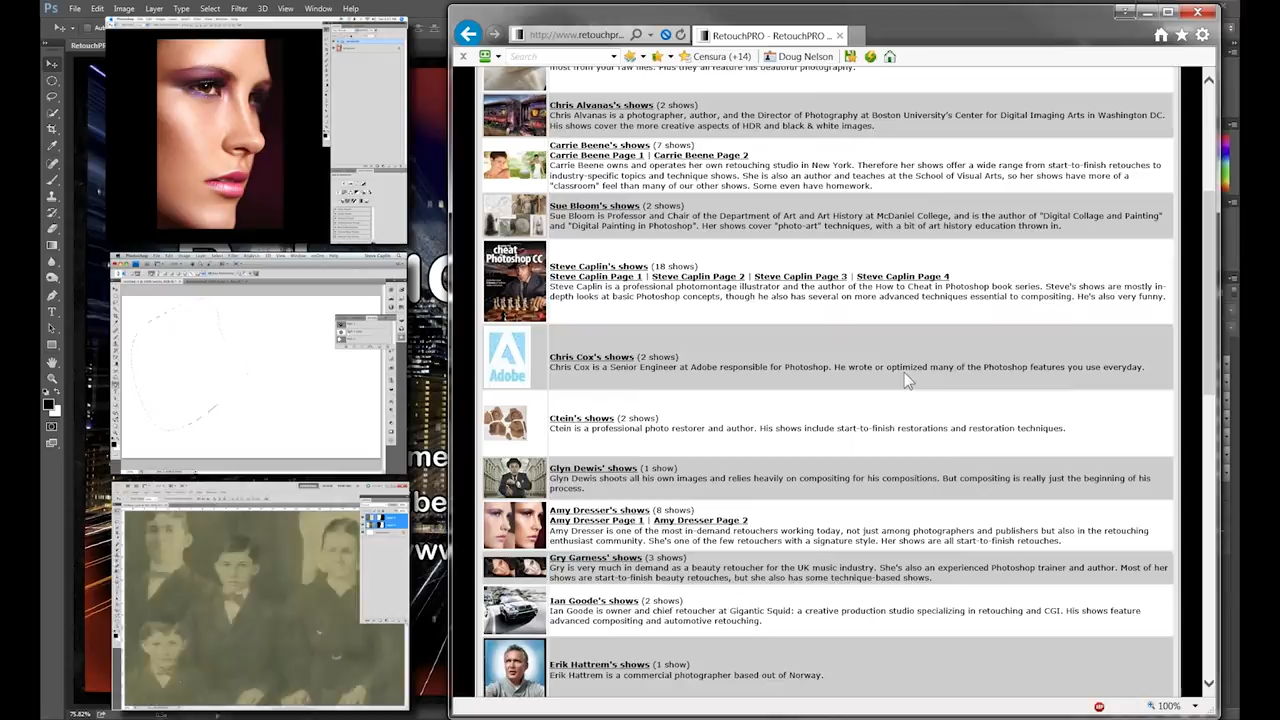 Ps File Edit Image Layer Type Select Filter 3D View Window Help
http://www.retouchpr...
RetouchPRO - RetouchPRO ...
Search
Censura (+14)
Doug Nelson
most from your raw files. Plus they all feature his beautiful photography.
Chris Alvanas's shows (2 shows)
Chris Alvanas is a photographer, author, and the Director of Photography at Boston University's Center for Digital Imaging Arts in Washington DC.
His shows cover the more creative aspects of HDR and black & white images.
Carrie Beene's shows (7 shows)
Carrie Beene Page 1 | Carrie Beene Page 2
Carrie Beene owns and operates her own retouching studio in New York. Therefore her shows offer a wide range from start-to-finish retouches to
industry-specific topics and technique shows. She is also an author and teaches at the School of Visual Arts, so her shows have more of a
"classroom" feel than many of our other shows. Some even have homework.
Sue Bloom's shows (2 shows)
Sue Bloom is Professor and Chair of the Department of Art and Art History at McDaniel College, and is the author of "Digital Collage and Painting"
and "Digital Painting in Photoshop". Her shows cover "photo-art" techniques, with a bit of art history education thrown in.
cheat
Photoshop CC
Steve Caplin's shows (18 shows)
Steve Caplin Page 1 | Steve Caplin Page 2 | Steve Caplin Page 3 | Steve Caplin Page 4
Steve Caplin is a professional photomontage illustrator and the author of the How to Cheat in Photoshop book series. Steve's shows are mostly in-
depth looks at basic Photoshop concepts, though he also has several on more advanced techniques essential to compositing. He's also very funny.
Adobe
Chris Cox's shows (2 shows)
Chris Cox is a Senior Engineer at Adobe responsible for Photoshop. He wrote or optimized many of the Photoshop features you use everyday.
Ctein's shows (2 shows)
Ctein is a professional photo restorer and author. His shows include start-to-finish restorations and restoration techniques.
Glyn Dewis' shows (1 show)
Glyn Dewis shoots all his own images and relies heavily on compositing for his compositions. But compositing is really just the beginning of his
process.
Amy Dresser's shows (8 shows)
Amy Dresser Page 1 | Amy Dresser Page 2
Amy Dresser is one of the most in-demand retouchers working today, not just among photographers and publishers but also in the retouching
enthusiast community. She's one of the few retouchers with a signature style. Her shows are all start-to-finish retouches.
Gry Garness' shows (3 shows)
Gry is very much in demand as a beauty retoucher for the UK music industry. She's also an experienced Photoshop trainer and author. Most of her
shows are start-to-finish beauty retouches, but she also has some technique-based shows.
Ian Goode's shows (2 shows)
Ian Goode is owner and chief retoucher at Gigantic Squid: a creative production studio specializing in retouching and CGI. His shows feature
advanced compositing and automotive retouching.
Erik Hattrem's shows (1 show)
Erik Hattrem is a commercial photographer based out of Norway.
100%
75.82%